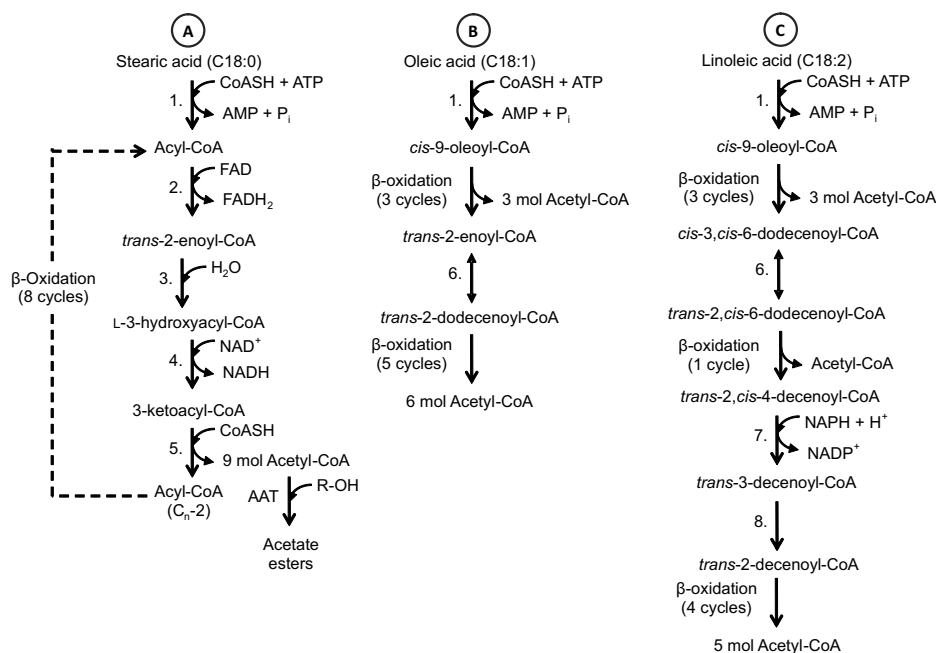 A
Stearic acid (C18:0)
1.
CoASH + ATP
AMP + Pi
Acyl-CoA
2.
FAD
FADH2
trans-2-enoyl-CoA
3.
H2O
β-Oxidation
(8 cycles)
L-3-hydroxyacyl-CoA
4.
NAD+
NADH
3-ketoacyl-CoA
5.
CoASH
9 mol Acetyl-CoA
Acyl-CoA
(Cn-2)
AAT
R-OH
Acetate
esters
B
Oleic acid (C18:1)
1.
CoASH + ATP
AMP + Pi
cis-9-oleoyl-CoA
β-oxidation
(3 cycles)
3 mol Acetyl-CoA
trans-2-enoyl-CoA
6.
trans-2-dodecenoyl-CoA
β-oxidation
(5 cycles)
6 mol Acetyl-CoA
C
Linoleic acid (C18:2)
1.
CoASH + ATP
AMP + Pi
cis-9-oleoyl-CoA
β-oxidation
(3 cycles)
3 mol Acetyl-CoA
cis-3,cis-6-dodecenoyl-CoA
6.
trans-2,cis-6-dodecenoyl-CoA
β-oxidation
(1 cycle)
Acetyl-CoA
trans-2,cis-4-decenoyl-CoA
7.
NAPH + H+
NADP+
trans-3-decenoyl-CoA
8.
trans-2-decenoyl-CoA
β-oxidation
(4 cycles)
5 mol Acetyl-CoA